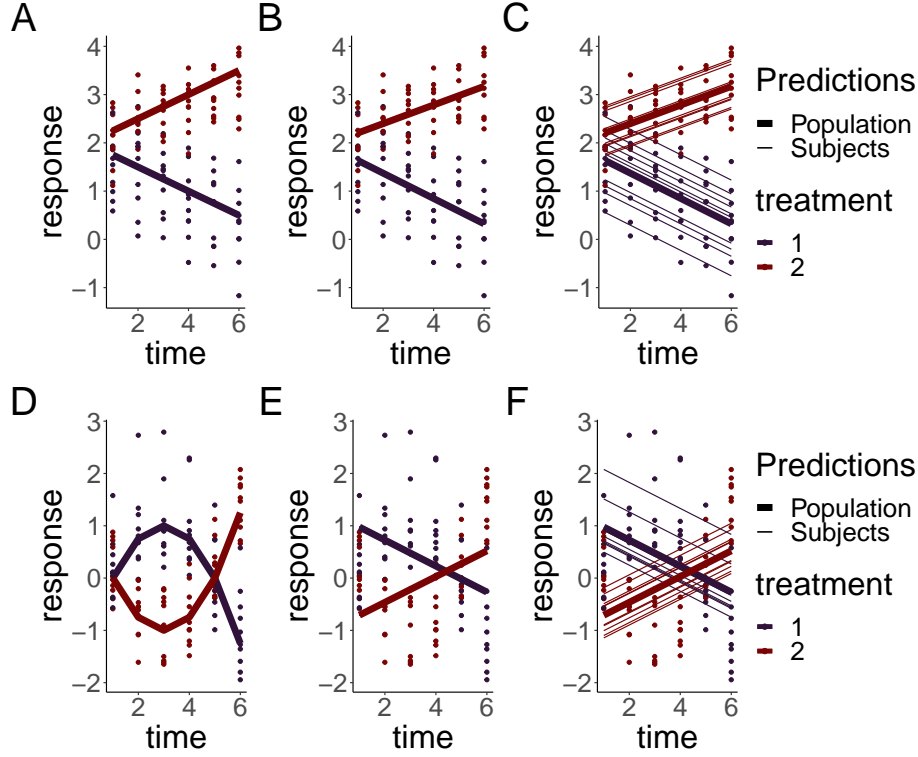 A
response
4
3
2
1
0
−1
2 4 6
time
B
response
4
3
2
1
0
−1
2 4 6
time
C
response
4
3
2
1
0
−1
2 4 6
time
Predictions
Population
Subjects
treatment
1
2
D
response
3
2
1
0
−1
−2
2 4 6
time
E
response
3
2
1
0
−1
−2
2 4 6
time
F
response
3
2
1
0
−1
−2
2 4 6
time
Predictions
Population
Subjects
treatment
1
2